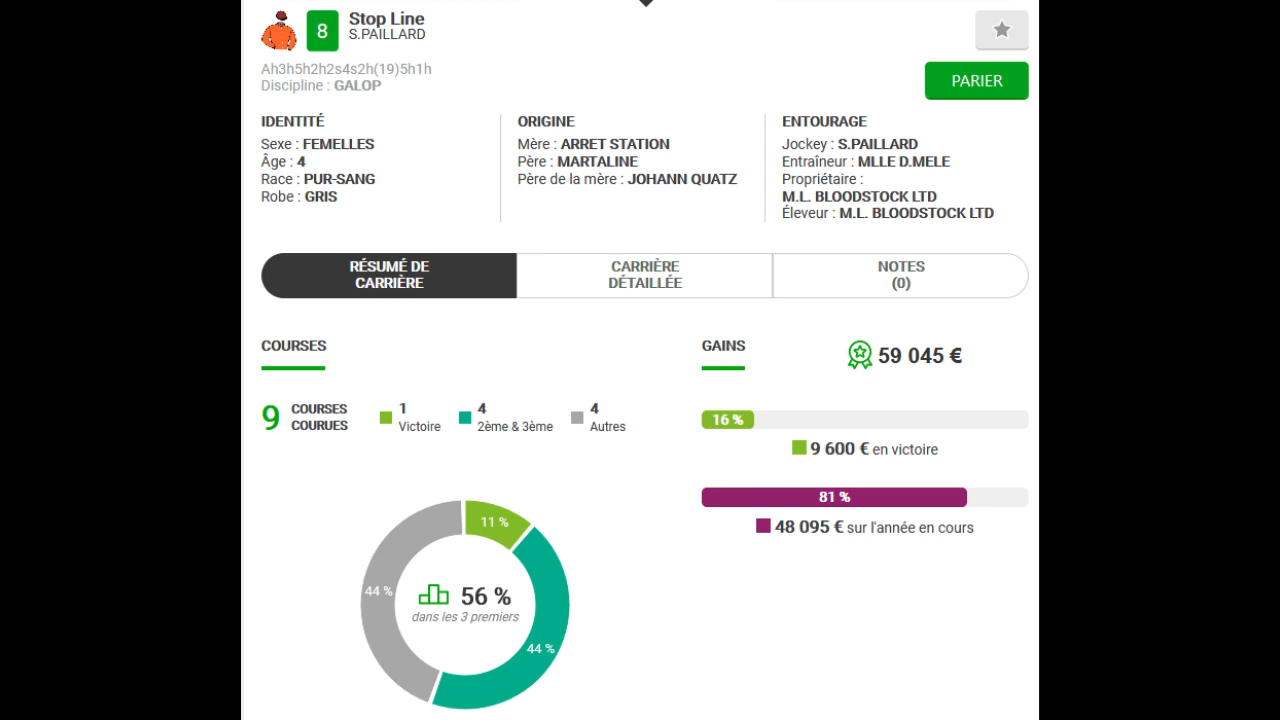 8
Stop Line
S.PAILLARD
Ah3h5h2h2s4s2h(19)5h1h
Discipline : GALOP
PARIER
IDENTITÉ
Sexe : FEMELLES
Âge : 4
Race : PUR-SANG
Robe : GRIS
ORIGINE
Mère : ARRET STATION
Père : MARTALINE
Père de la mère : JOHANN QUATZ
ENTOURAGE
Jockey : S.PAILLARD
Entraîneur : MLLE D.MELE
Propriétaire :
M.L. BLOODSTOCK LTD
Éleveur : M.L. BLOODSTOCK LTD
RÉSUMÉ DE
CARRIÈRE
CARRIÈRE
DÉTAILLÉE
NOTES
(0)
COURSES
9 COURSES
COURUES
1
Victoire
4
2ème & 3ème
4
Autres
11 %
44 %
44 %
56 %
dans les 3 premiers
GAINS
59 045 €
16 %
9 600 € en victoire
81 %
48 095 € sur l'année en cours